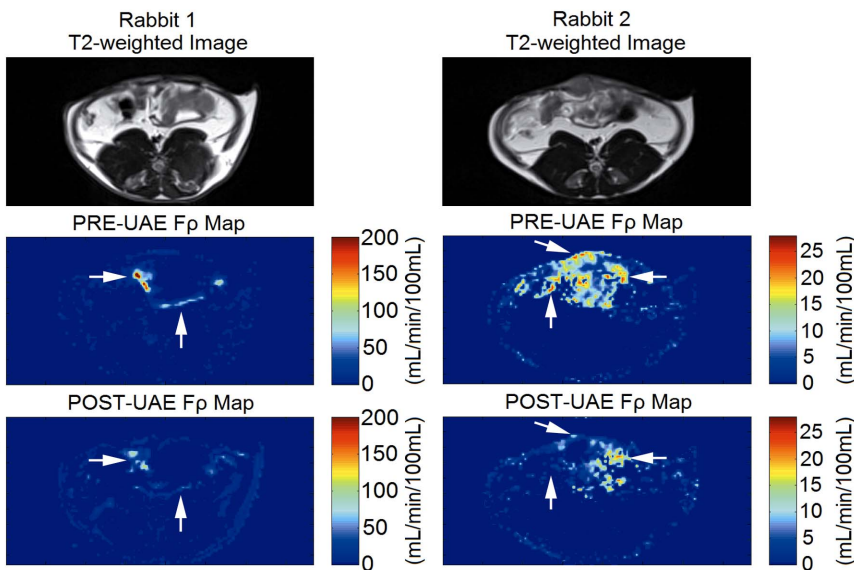 Rabbit 1
T2-weighted Image
Rabbit 2
T2-weighted Image
PRE-UAE Fρ Map
200
150
100
50
0
(mL/min/100mL)
PRE-UAE Fρ Map
25
20
15
10
5
0
(mL/min/100mL)
POST-UAE Fρ Map
200
150
100
50
0
(mL/min/100mL)
POST-UAE Fρ Map
25
20
15
10
5
0
(mL/min/100mL)